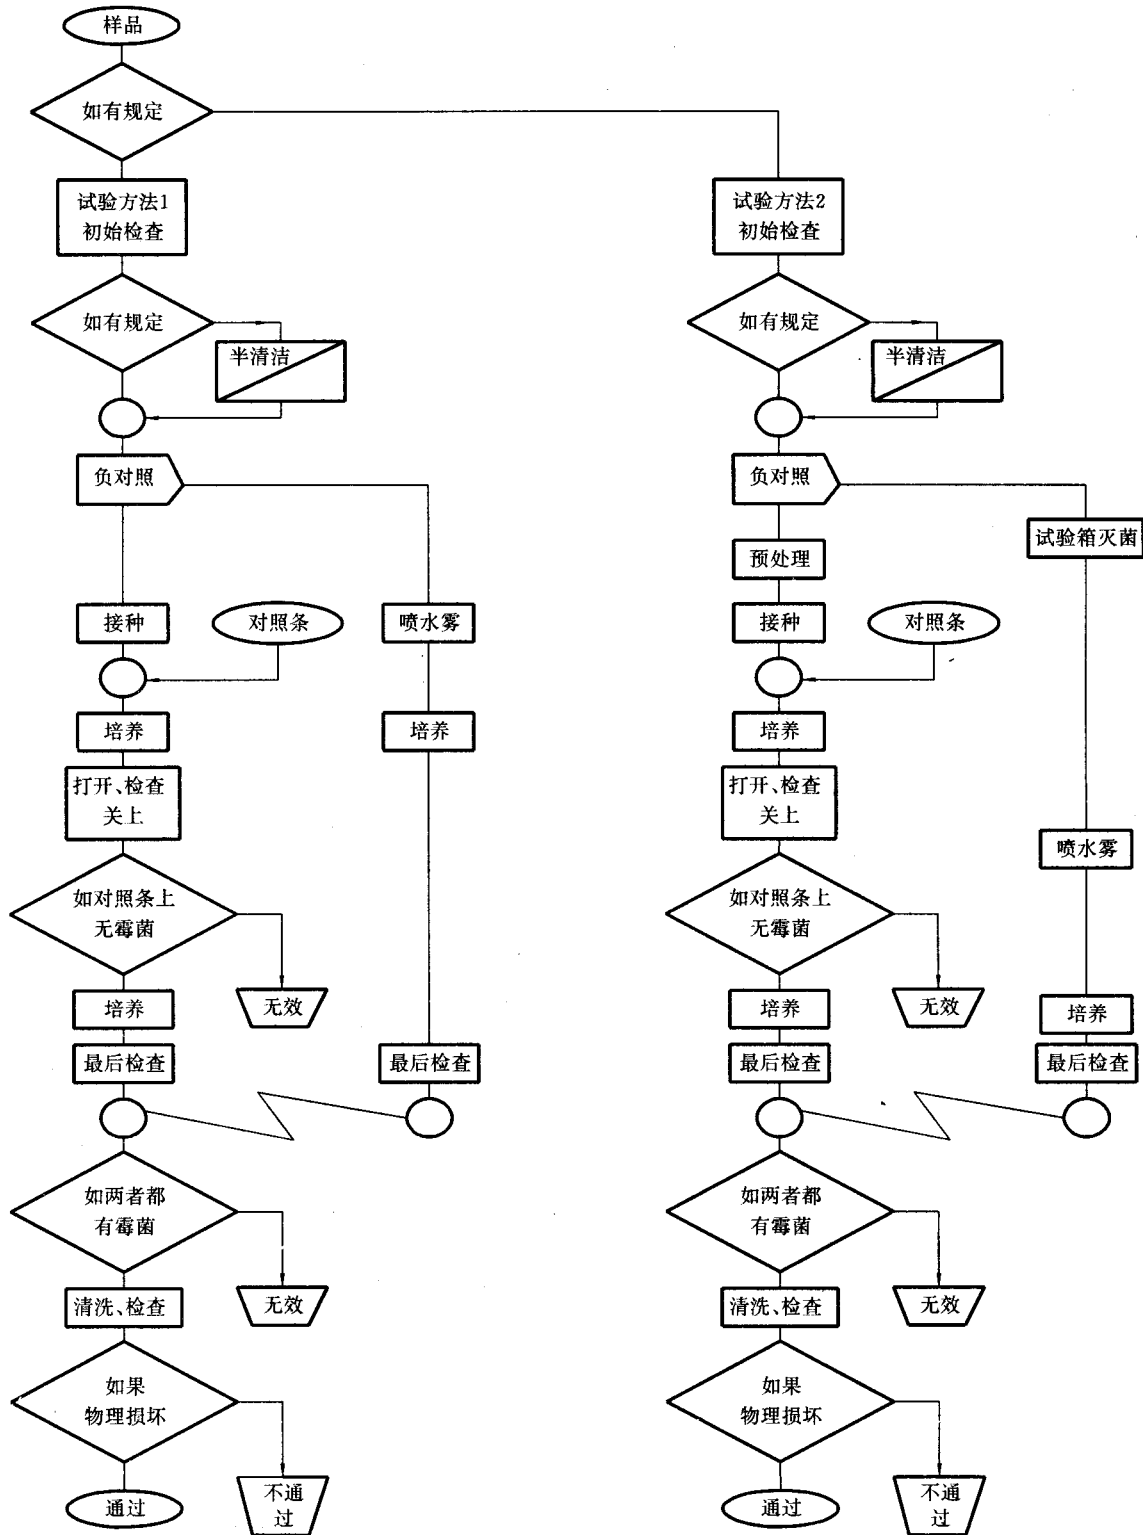 样品
如有规定
试验方法1
初始检查
试验方法2
初始检查
如有规定
半清洁
如有规定
半清洁
负对照
负对照
试验箱灭菌
预处理
接种
对照条
喷水雾
接种
对照条
培养
培养
培养
打开、检查
关上
打开、检查
关上
喷水雾
如对照条上
无霉菌
如对照条上
无霉菌
培养
无效
培养
无效
培养
最后检查
最后检查
最后检查
最后检查
如两者都
有霉菌
如两者都
有霉菌
清洗、检查
无效
清洗、检查
无效
如果
物理损坏
如果
物理损坏
通过
不通
过
通过
不通
过